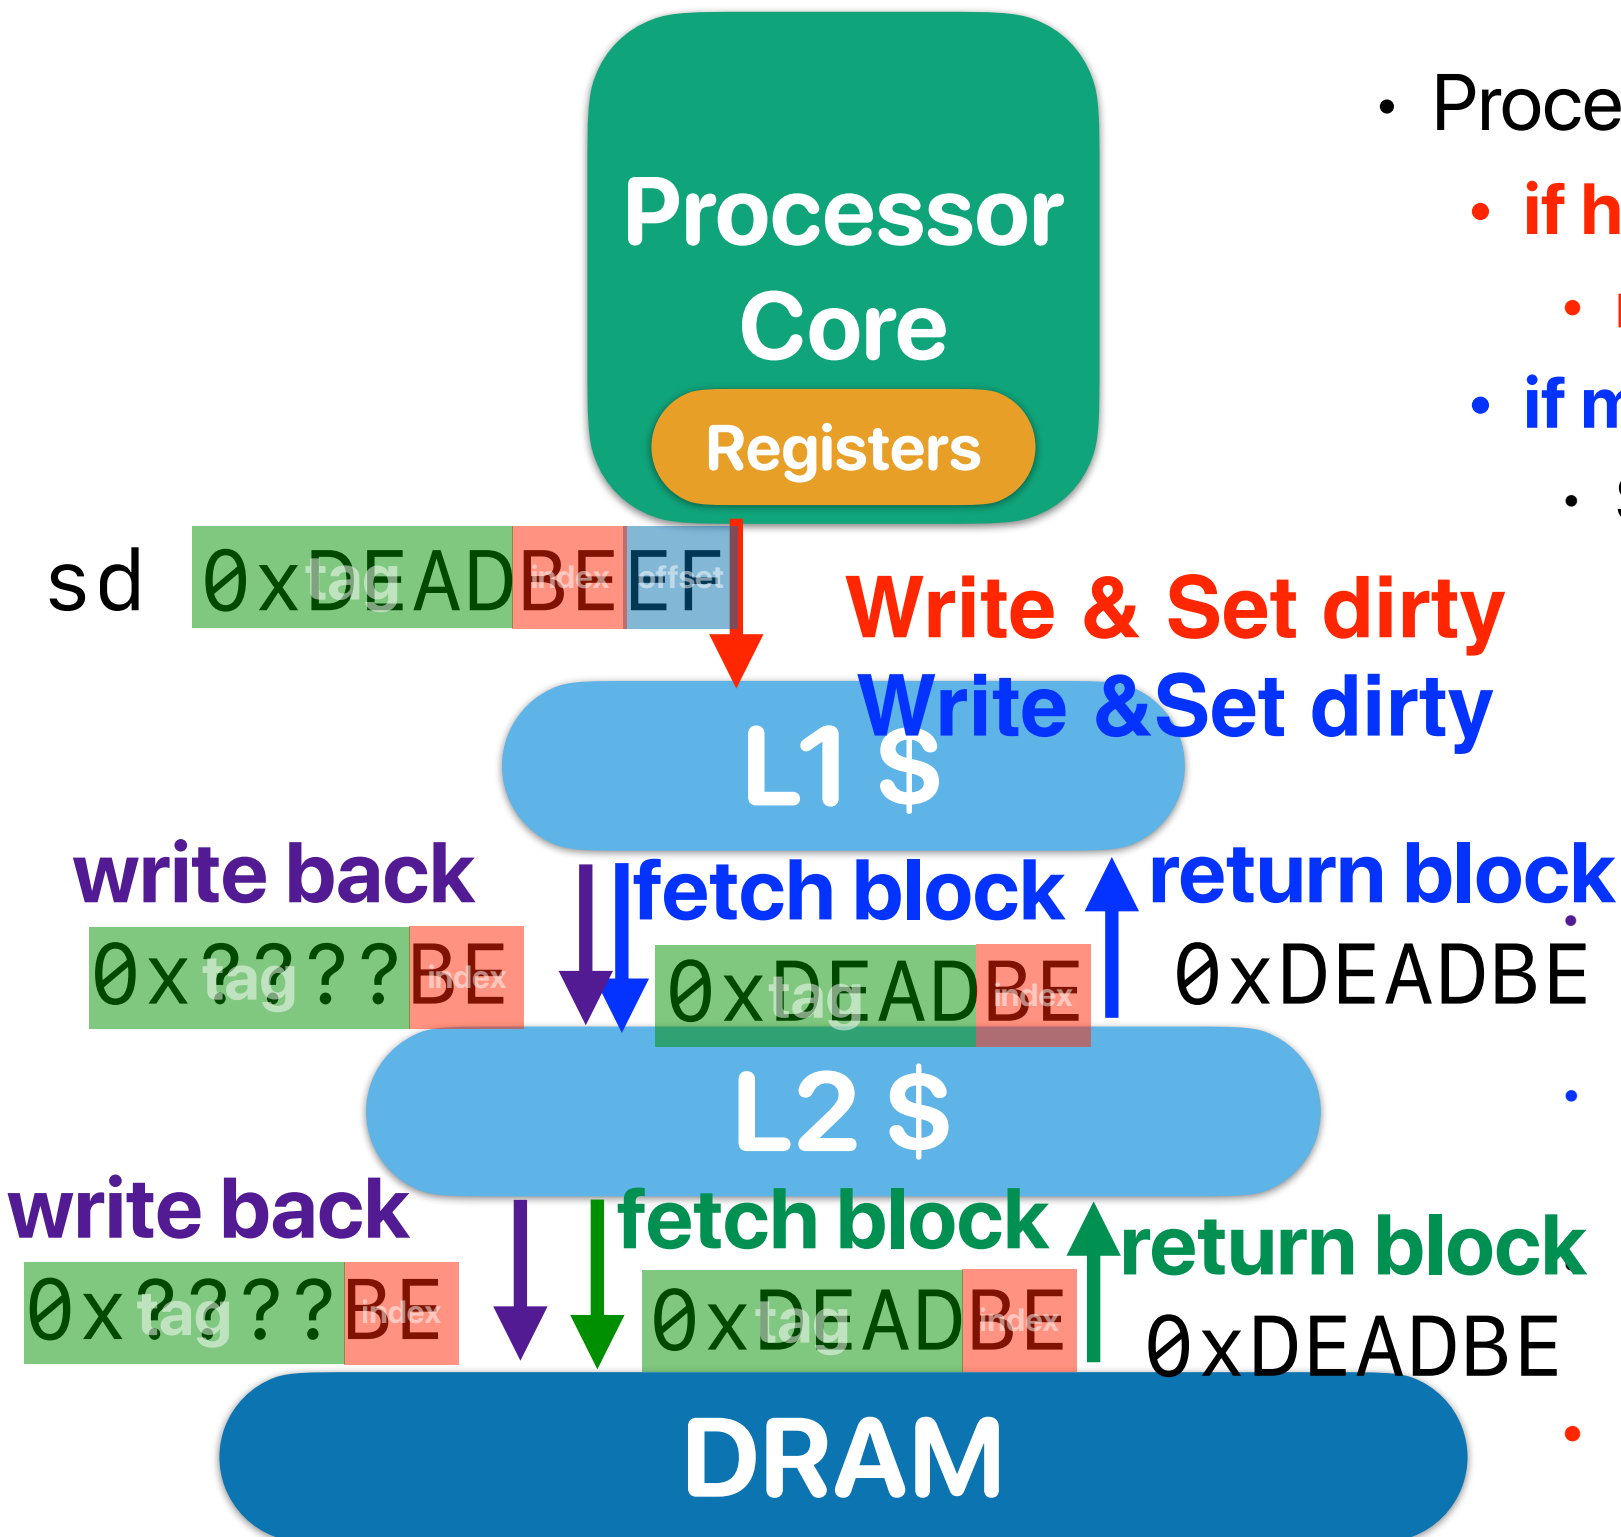 Processor
Core
Registers
• Proce
• if h
•
• if m
•
sd 0xDEADBEEF
tag index offset
Write & Set dirty
Write &Set dirty
L1 $
write back
fetch block
return block
0x????BE
tag index
0xDEADBE
tag index
0xDEADBE
L2 $
write back
fetch block
return block
0x????BE
tag index
0xDEADBE
tag index
0xDEADBE
DRAM